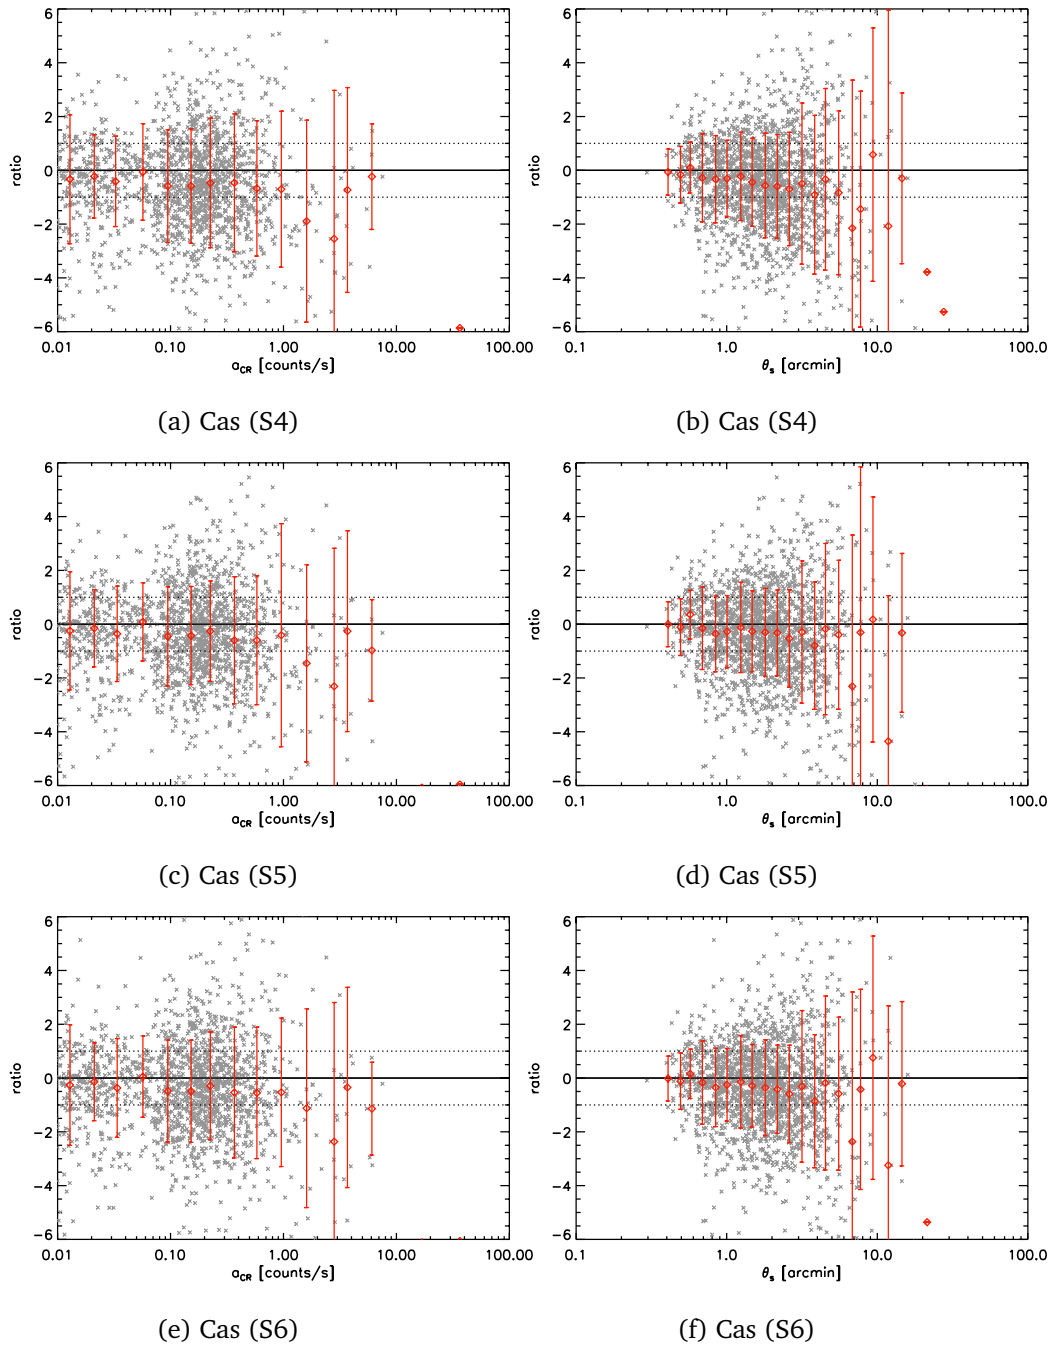 6
4
2
0
−2
−4
−6
ratio
0.01 0.10 1.00 10.00 100.00
a_CR [counts/s]
(a) Cas (S4)
6
4
2
0
−2
−4
−6
ratio
0.1 1.0 10.0 100.0
θ_s [arcmin]
(b) Cas (S4)
6
4
2
0
−2
−4
−6
ratio
0.01 0.10 1.00 10.00 100.00
a_CR [counts/s]
(c) Cas (S5)
6
4
2
0
−2
−4
−6
ratio
0.1 1.0 10.0 100.0
θ_s [arcmin]
(d) Cas (S5)
6
4
2
0
−2
−4
−6
ratio
0.01 0.10 1.00 10.00 100.00
a_CR [counts/s]
(e) Cas (S6)
6
4
2
0
−2
−4
−6
ratio
0.1 1.0 10.0 100.0
θ_s [arcmin]
(f) Cas (S6)